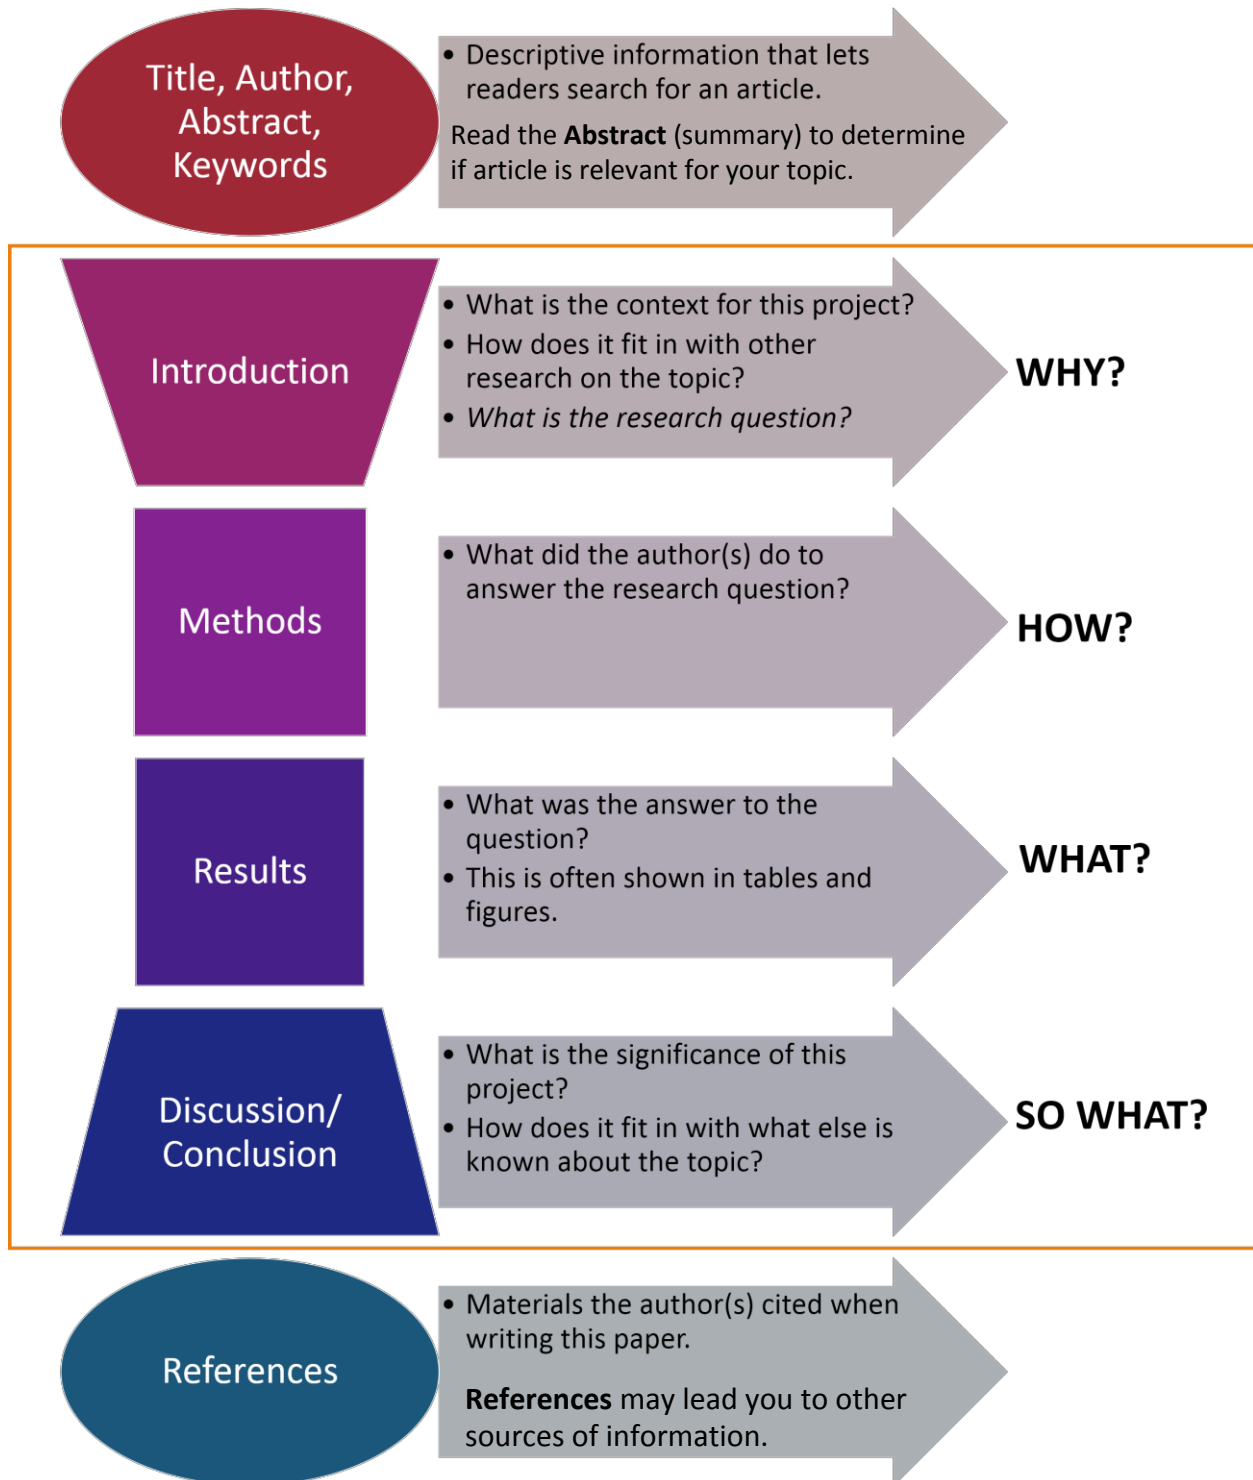 Title, Author,
Abstract,
Keywords
• Descriptive information that lets
readers search for an article.
Read the Abstract (summary) to determine
if article is relevant for your topic.
Introduction
• What is the context for this project?
• How does it fit in with other
research on the topic?
• What is the research question?
WHY?
Methods
• What did the author(s) do to
answer the research question?
HOW?
Results
• What was the answer to the
question?
• This is often shown in tables and
figures.
WHAT?
Discussion/
Conclusion
• What is the significance of this
project?
• How does it fit in with what else is
known about the topic?
SO WHAT?
References
• Materials the author(s) cited when
writing this paper.
References may lead you to other
sources of information.